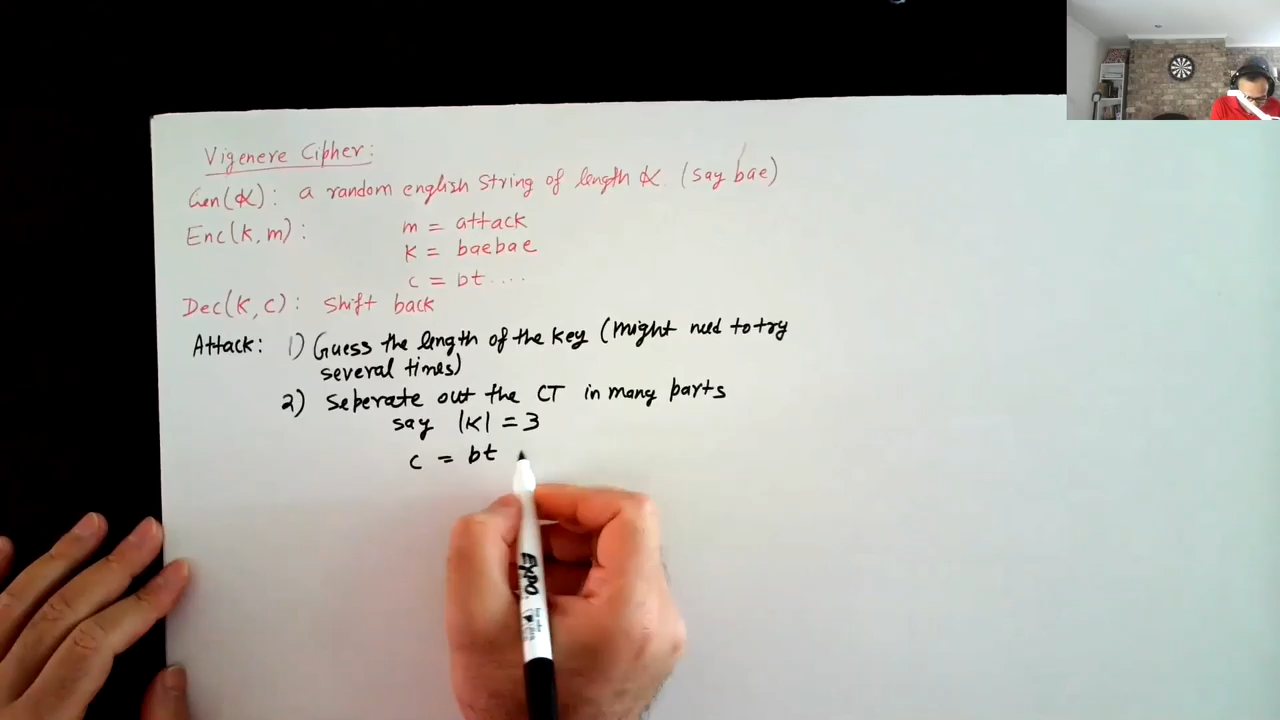 Vigenere Cipher:
Gen(α): a random english string of length α. (say bae)
Enc(k,m): m = attack
k = baebae
c = bt....
Dec(k,c): shift back
Attack: 1) Guess the length of the key (might need to try
several times)
2) Seperate out the CT in many parts
say |k| = 3
c = bt
EXPO